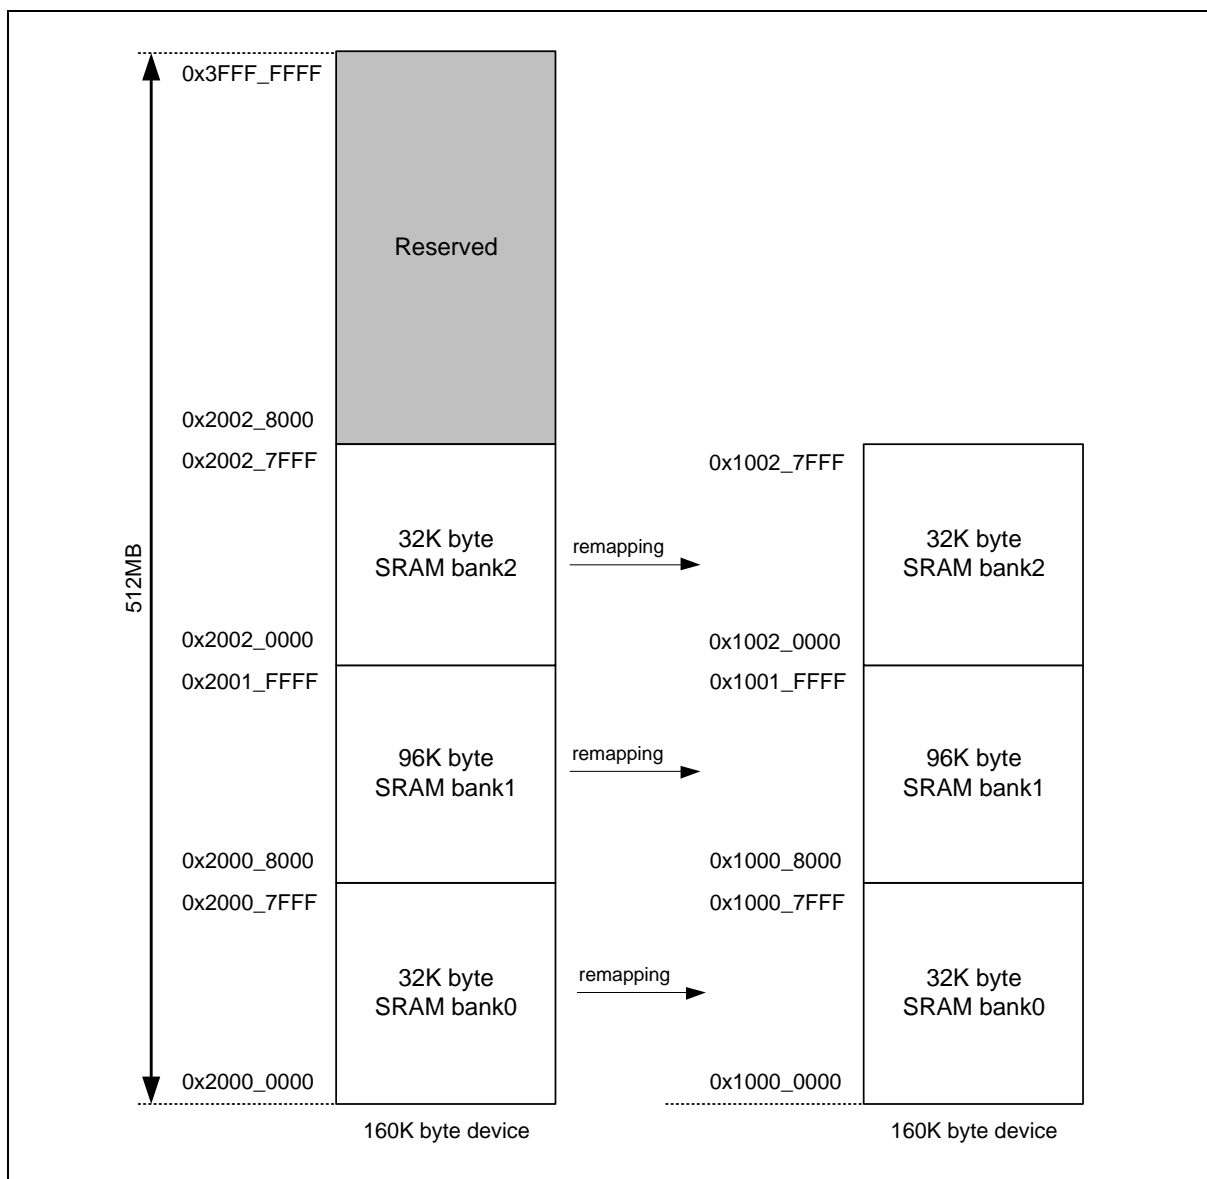 0x3FFF_FFFF
Reserved
0x2002_8000
0x2002_7FFF
0x1002_7FFF
512MB
32K byte
SRAM bank2
remapping
32K byte
SRAM bank2
0x2002_0000
0x1002_0000
0x2001_FFFF
0x1001_FFFF
96K byte
SRAM bank1
remapping
96K byte
SRAM bank1
0x2000_8000
0x1000_8000
0x2000_7FFF
0x1000_7FFF
32K byte
SRAM bank0
remapping
32K byte
SRAM bank0
0x2000_0000
0x1000_0000
160K byte device
160K byte device